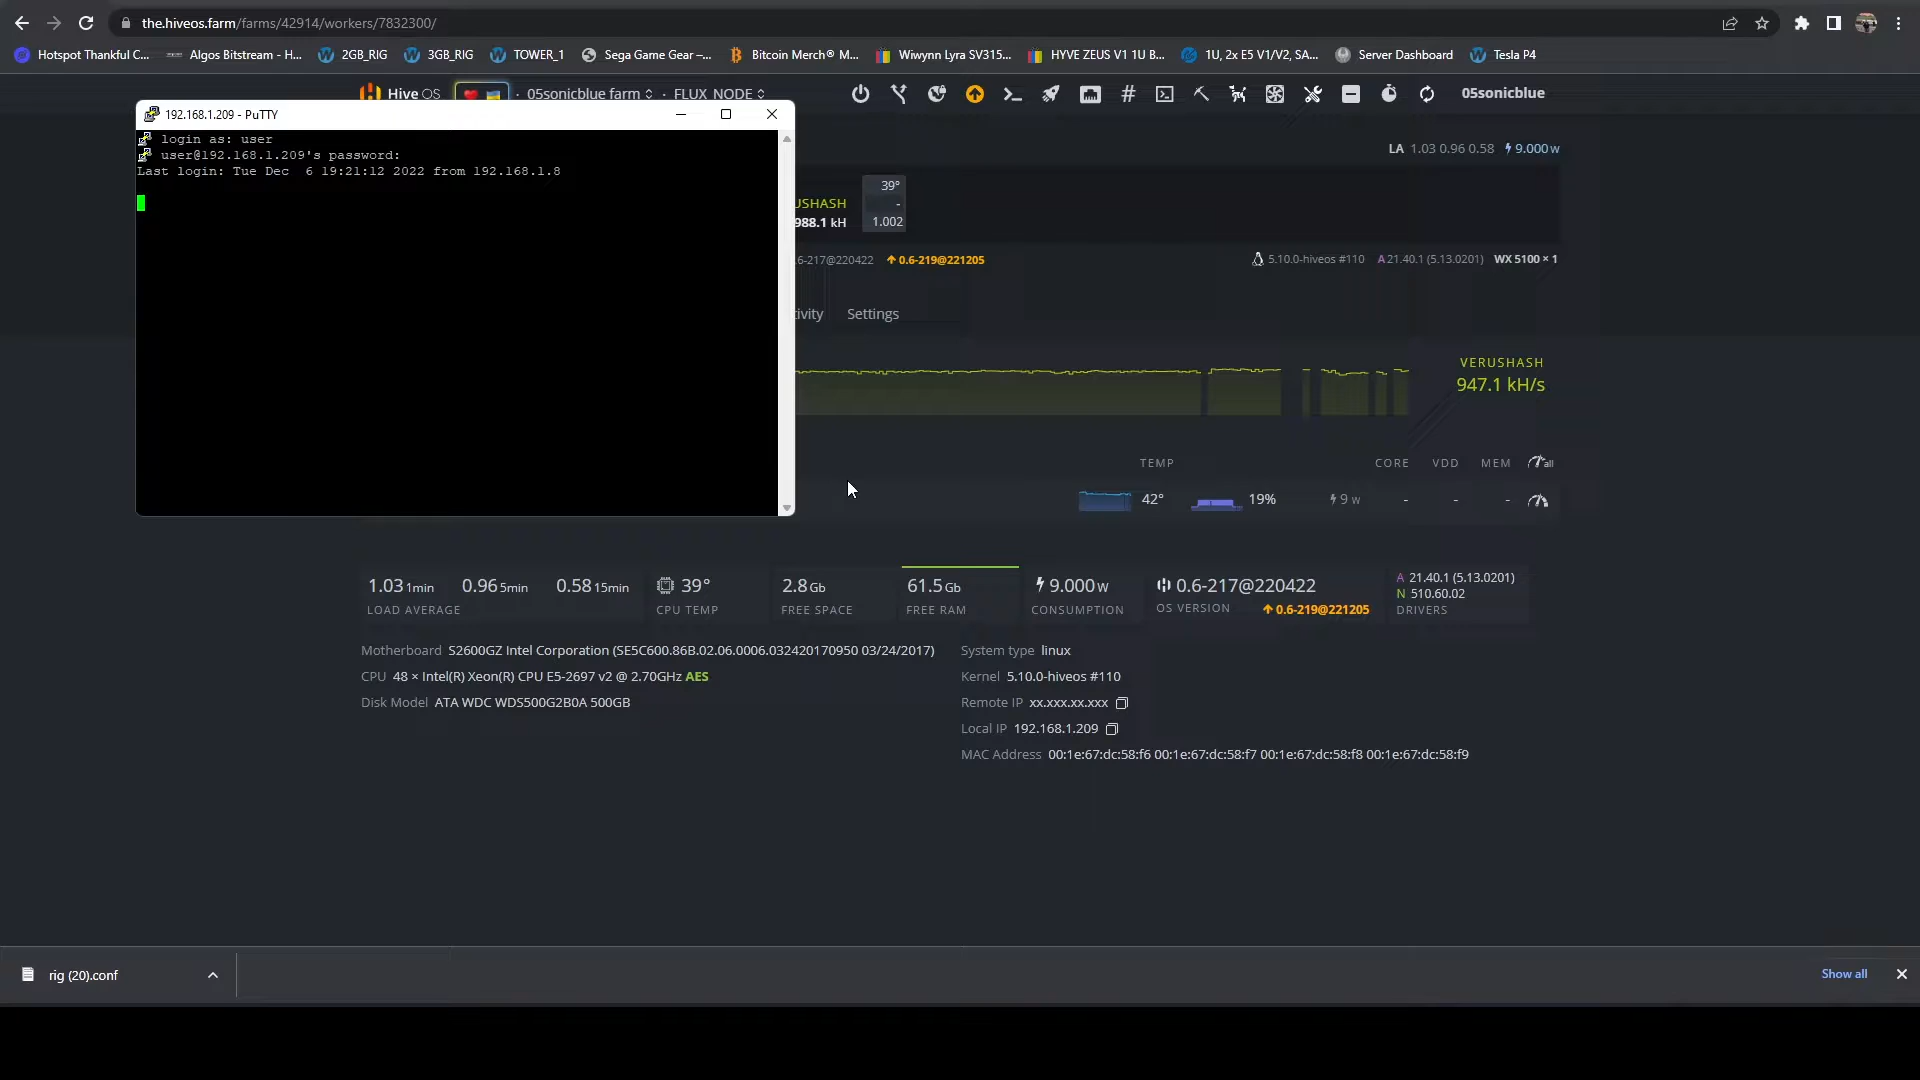 the.hiveos.farm/farms/42914/workers/7832300/
Hotspot Thankful C... Algos Bitstream - H... 2GB_RIG 3GB_RIG TOWER_1 Sega Game Gear –... Bitcoin Merch® M... Wiwynn Lyra SV315... HYVE ZEUS V1 1U B... 1U, 2x E5 V1/V2, SA... Server Dashboard Tesla P4
Hive OS · 05sonicblue farm · FLUX_NODE 05sonicblue
192.168.1.209 - PuTTY
login as: user
user@192.168.1.209's password:
Last login: Tue Dec  6 19:21:12 2022 from 192.168.1.8
LA 1.03 0.96 0.58 9.000 w
39°
USHASH -
988.1 kH 1.002
.6-217@220422 0.6-219@221205 5.10.0-hiveos #110 A 21.40.1 (5.13.0201) WX 5100 × 1
ivity Settings
VERUSHASH
947.1 kH/s
TEMP CORE VDD MEM all
42° 19% 9 w - - -
1.03 1min 0.96 5min 0.58 15min 39° 2.8 Gb 61.5 Gb 9.000 w 0.6-217@220422 A 21.40.1 (5.13.0201)
N 510.60.02
LOAD AVERAGE CPU TEMP FREE SPACE FREE RAM CONSUMPTION OS VERSION 0.6-219@221205 DRIVERS
Motherboard S2600GZ Intel Corporation (SE5C600.86B.02.06.0006.032420170950 03/24/2017) System type linux
CPU 48 × Intel(R) Xeon(R) CPU E5-2697 v2 @ 2.70GHz AES Kernel 5.10.0-hiveos #110
Disk Model ATA WDC WDS500G2B0A 500GB Remote IP xx.xxx.xx.xxx
Local IP 192.168.1.209
MAC Address 00:1e:67:dc:58:f6 00:1e:67:dc:58:f7 00:1e:67:dc:58:f8 00:1e:67:dc:58:f9
rig (20).conf Show all